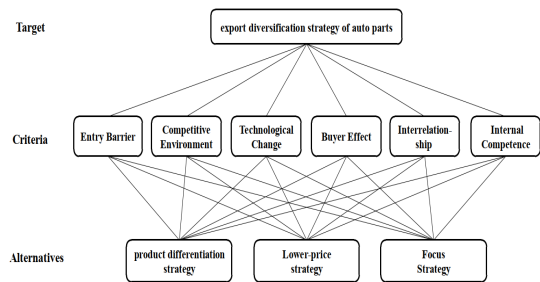 Target
export diversification strategy of auto parts
Criteria
Entry Barrier
Competitive
Environment
Technological
Change
Buyer Effect
Interrelation-
ship
Internal
Competence
Alternatives
product differentiation
strategy
Lower-price
strategy
Focus
Strategy